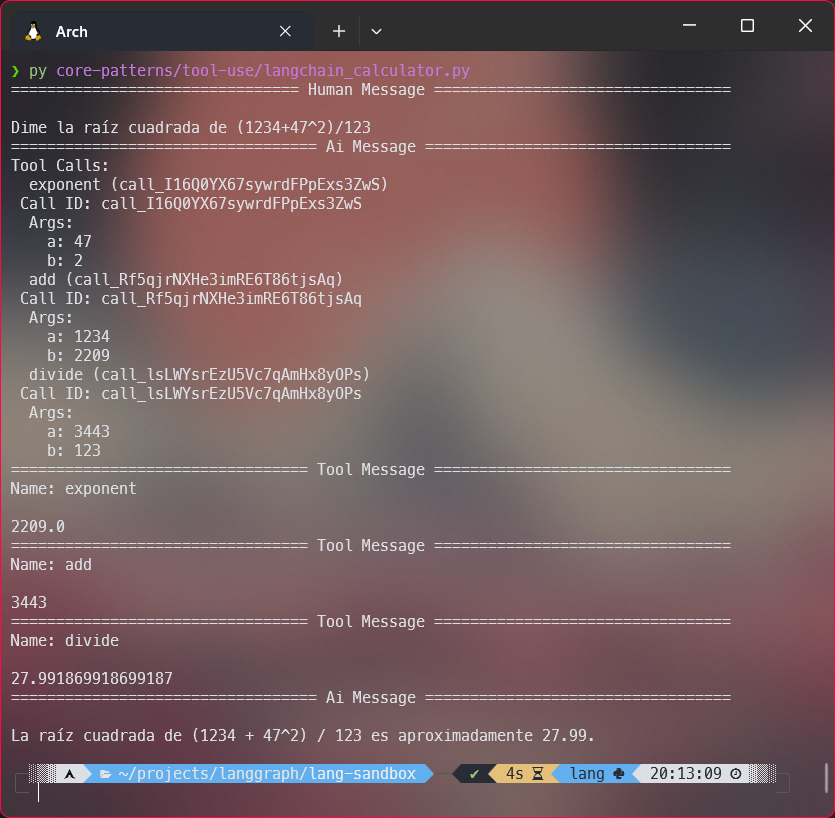 Arch
❯ py core-patterns/tool-use/langchain_calculator.py
================================ Human Message =================================
Dime la raíz cuadrada de (1234+47^2)/123
================================== Ai Message ==================================
Tool Calls:
exponent (call_I16Q0YX67sywrdFPpExs3ZwS)
Call ID: call_I16Q0YX67sywrdFPpExs3ZwS
Args:
a: 47
b: 2
add (call_Rf5qjrNXHe3imRE6T86tjsAq)
Call ID: call_Rf5qjrNXHe3imRE6T86tjsAq
Args:
a: 1234
b: 2209
divide (call_lsLWYsrEzU5Vc7qAmHx8yOPs)
Call ID: call_lsLWYsrEzU5Vc7qAmHx8yOPs
Args:
a: 3443
b: 123
================================= Tool Message =================================
Name: exponent
2209.0
================================= Tool Message =================================
Name: add
3443
================================= Tool Message =================================
Name: divide
27.991869918699187
================================== Ai Message ==================================
La raíz cuadrada de (1234 + 47^2) / 123 es aproximadamente 27.99.
~/projects/langgraph/lang-sandbox ✔ 4s lang 20:13:09